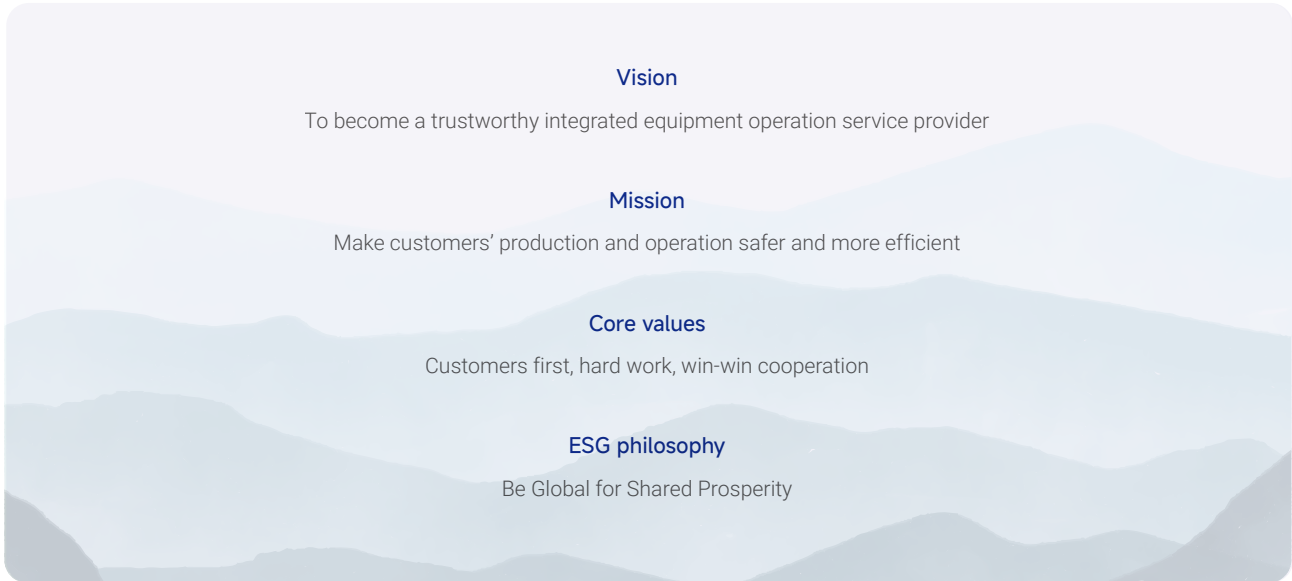 Vision
To become a trustworthy integrated equipment operation service provider
Mission
Make customers’ production and operation safer and more efficient
Core values
Customers first, hard work, win-win cooperation
ESG philosophy
Be Global for Shared Prosperity